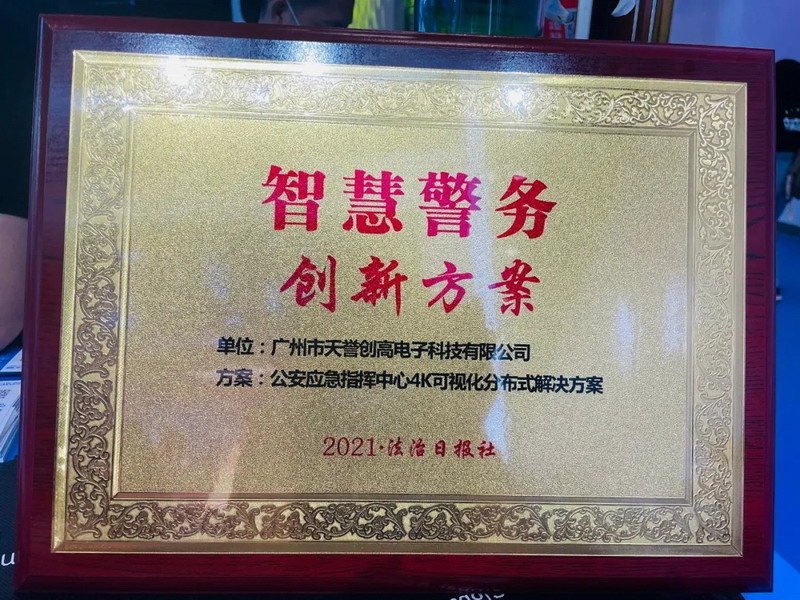 智慧警务
创新方案
单位：广州市天誉创高电子科技有限公司
方案：公安应急指挥中心4K可视化分布式解决方案
2021·法治日报社